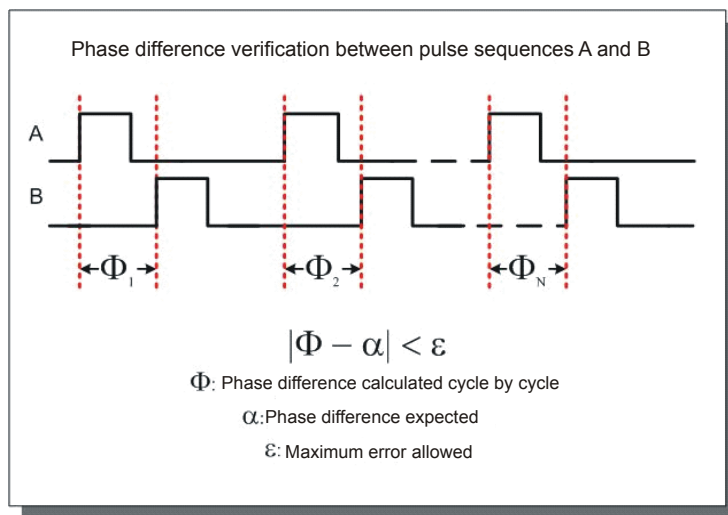 Phase difference verification between pulse sequences A and B
A
B
Φ₁ Φ₂ Φ_N
|Φ − α| < ε
Φ: Phase difference calculated cycle by cycle
α:Phase difference expected
ε: Maximum error allowed